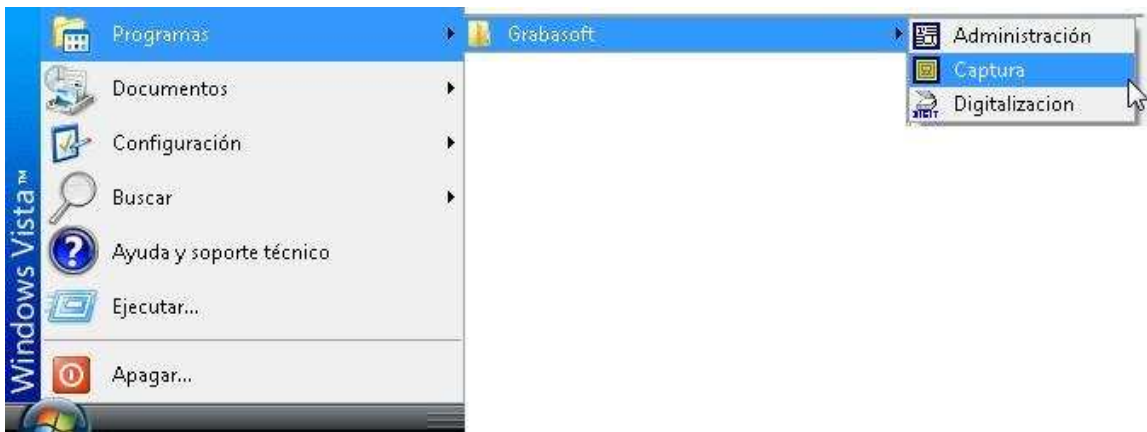 Programas
Grabasoft
Administración
Captura
Digitalizacion
Documentos
Configuración
Buscar
Ayuda y soporte técnico
Ejecutar...
Apagar...
Windows Vista™